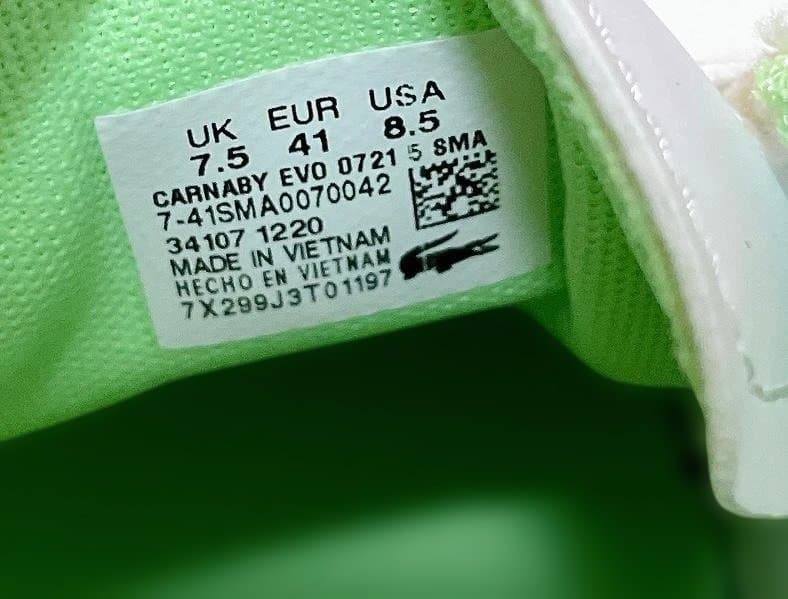 UK EUR USA
7.5 41 8.5
CARNABY EVO 0721 5 SMA
7-41SMA0070042
34107 1220
MADE IN VIETNAM
HECHO EN VIETNAM
7X299J3T01197